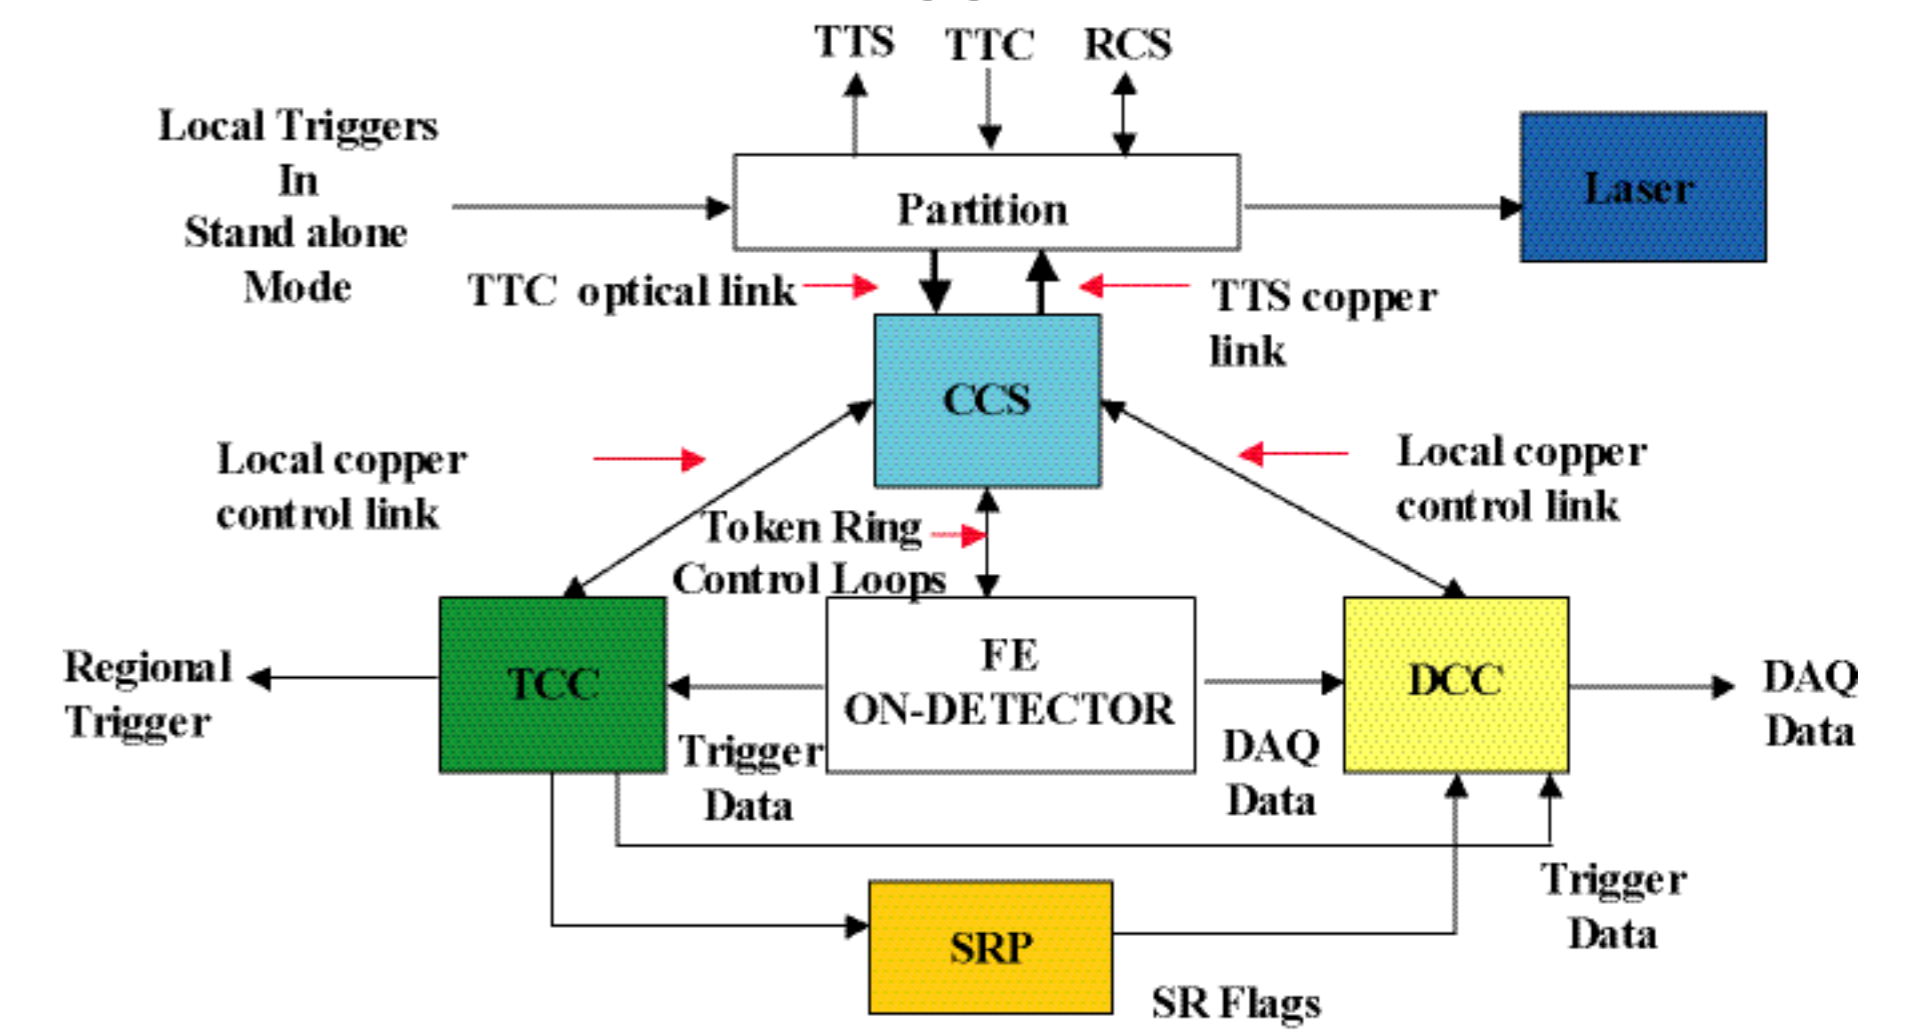 TTS TTC RCS
Local Triggers
In
Stand alone
Mode
Partition
Laser
TTC optical link
TTS copper
link
CCS
Local copper
control link
Local copper
control link
Token Ring
Control Loops
Regional
Trigger
TCC
FE
ON-DETECTOR
DCC
DAQ
Data
Trigger
Data
DAQ
Data
Trigger
Data
SRP
SR Flags